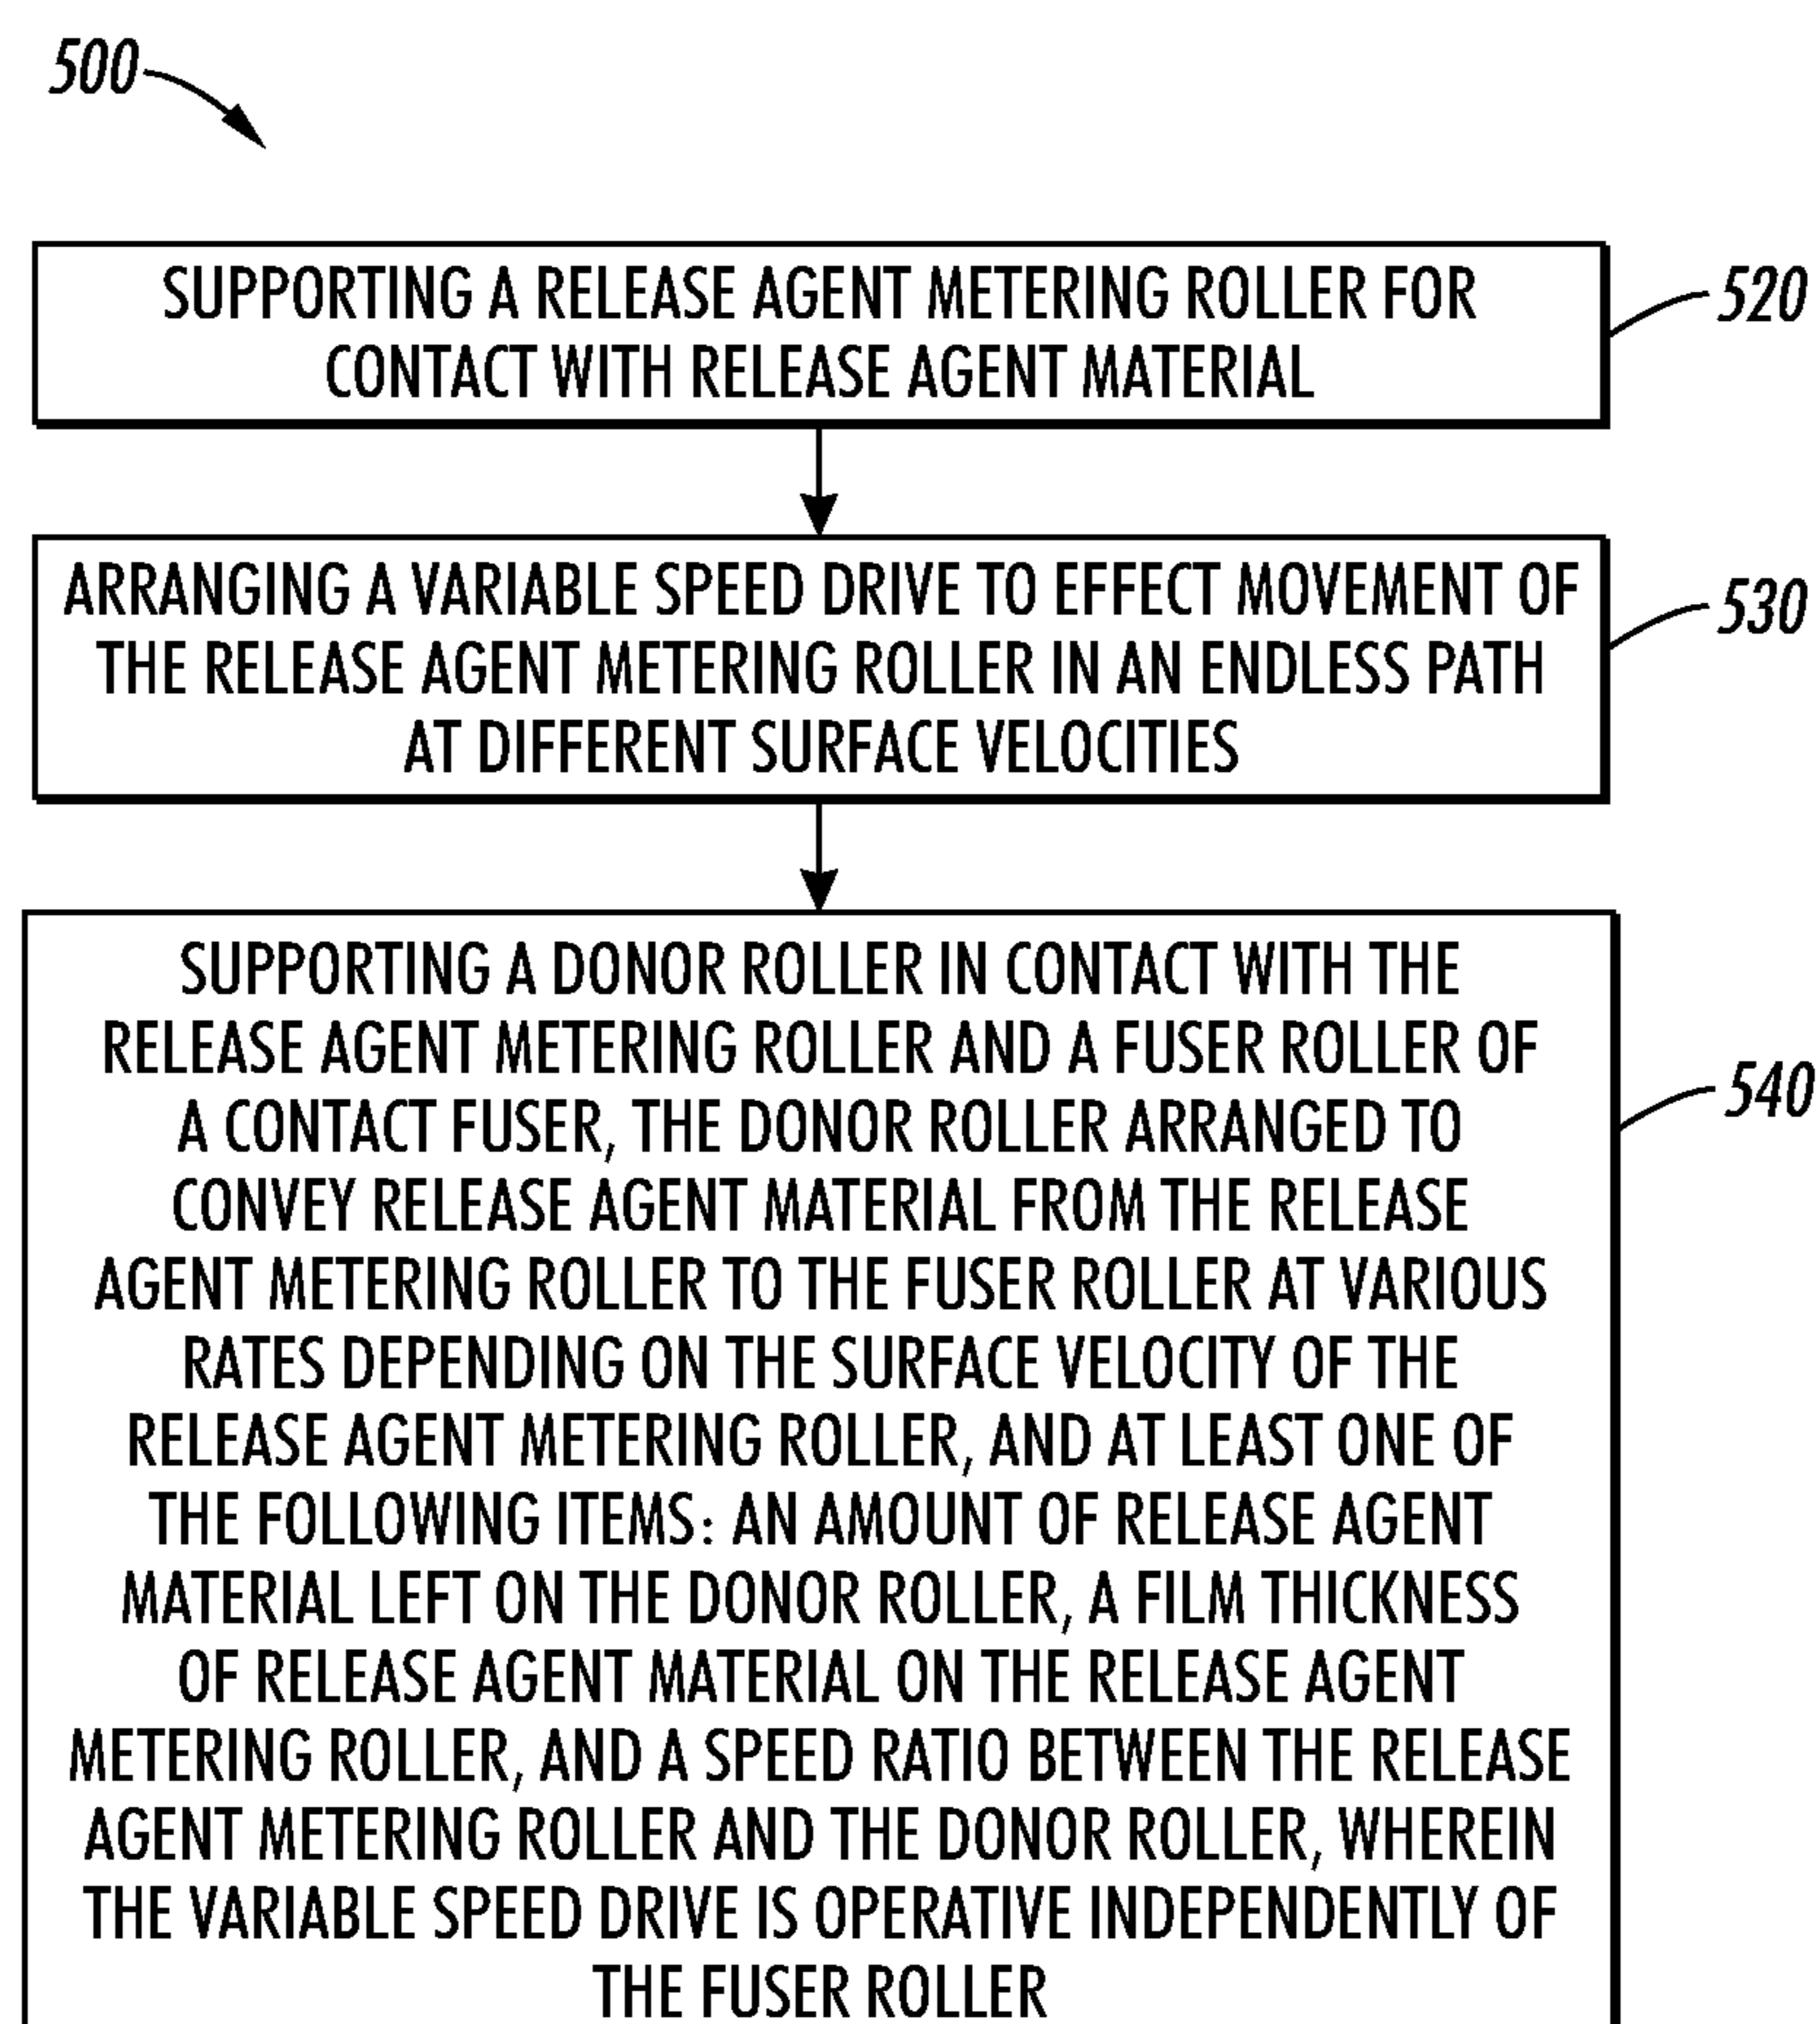 500
SUPPORTING A RELEASE AGENT METERING ROLLER FOR
CONTACT WITH RELEASE AGENT MATERIAL
520
ARRANGING A VARIABLE SPEED DRIVE TO EFFECT MOVEMENT OF
THE RELEASE AGENT METERING ROLLER IN AN ENDLESS PATH
AT DIFFERENT SURFACE VELOCITIES
530
SUPPORTING A DONOR ROLLER IN CONTACT WITH THE
RELEASE AGENT METERING ROLLER AND A FUSER ROLLER OF
A CONTACT FUSER, THE DONOR ROLLER ARRANGED TO
CONVEY RELEASE AGENT MATERIAL FROM THE RELEASE
AGENT METERING ROLLER TO THE FUSER ROLLER AT VARIOUS
RATES DEPENDING ON THE SURFACE VELOCITY OF THE
RELEASE AGENT METERING ROLLER, AND AT LEAST ONE OF
THE FOLLOWING ITEMS: AN AMOUNT OF RELEASE AGENT
MATERIAL LEFT ON THE DONOR ROLLER, A FILM THICKNESS
OF RELEASE AGENT MATERIAL ON THE RELEASE AGENT
METERING ROLLER, AND A SPEED RATIO BETWEEN THE RELEASE
AGENT METERING ROLLER AND THE DONOR ROLLER, WHEREIN
THE VARIABLE SPEED DRIVE IS OPERATIVE INDEPENDENTLY OF
THE FUSER ROLLER
540